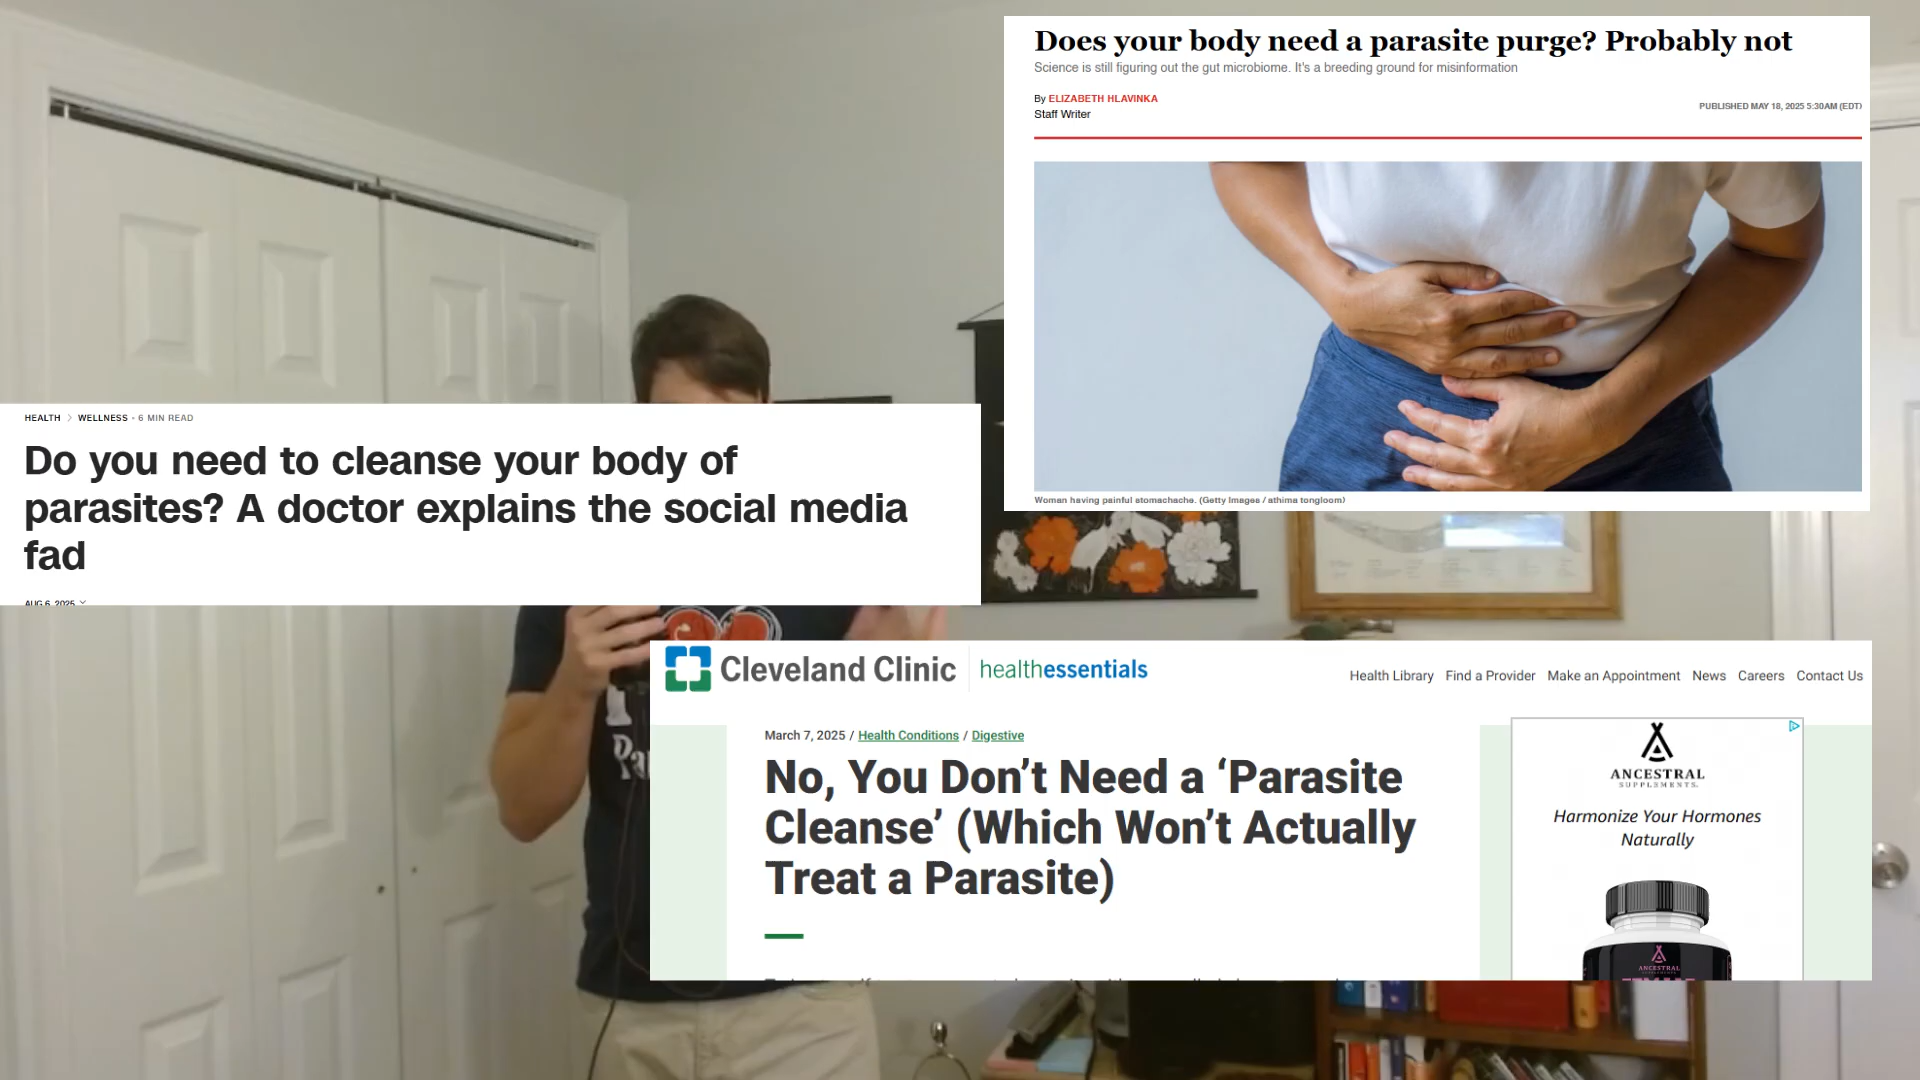 Does your body need a parasite purge? Probably not
Science is still figuring out the gut microbiome. It's a breeding ground for misinformation
By ELIZABETH HLAVINKA
Staff Writer
PUBLISHED MAY 18, 2025 5:30AM (EDT)
Woman having painful stomachache. (Getty Images / athima tongloom)
HEALTH > WELLNESS • 6 MIN READ
Do you need to cleanse your body of
parasites? A doctor explains the social media
fad
AUG 6, 2025
Cleveland Clinic
healthessentials
Health Library Find a Provider Make an Appointment News Careers Contact Us
March 7, 2025 / Health Conditions / Digestive
No, You Don't Need a ‘Parasite
Cleanse’ (Which Won’t Actually
Treat a Parasite)
ANCESTRAL
SUPPLEMENTS.
Harmonize Your Hormones
Naturally
ANCESTRAL